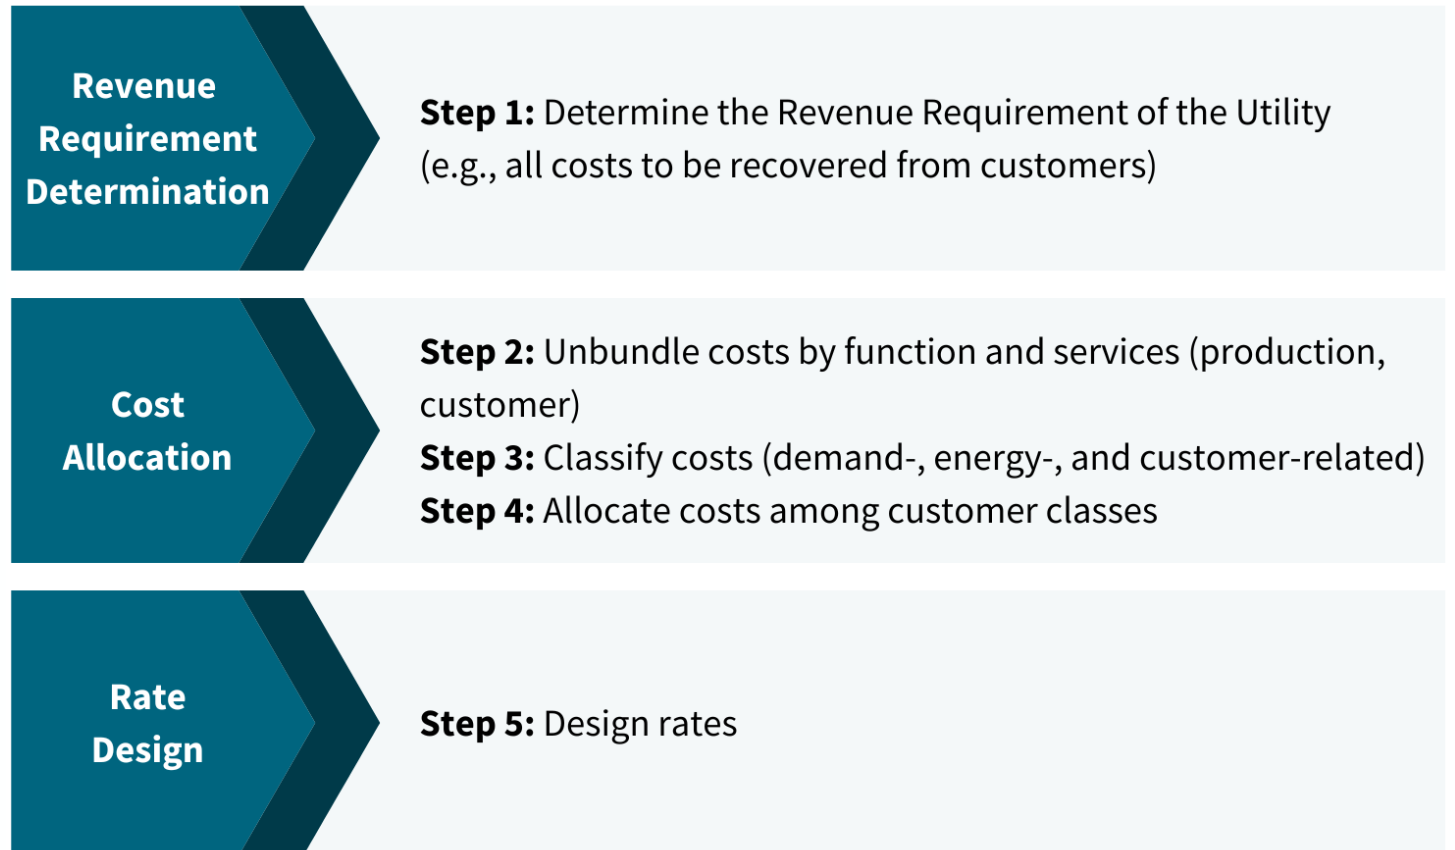 Revenue
Requirement
Determination
Step 1: Determine the Revenue Requirement of the Utility
(e.g., all costs to be recovered from customers)
Cost
Allocation
Step 2: Unbundle costs by function and services (production,
customer)
Step 3: Classify costs (demand-, energy-, and customer-related)
Step 4: Allocate costs among customer classes
Rate
Design
Step 5: Design rates